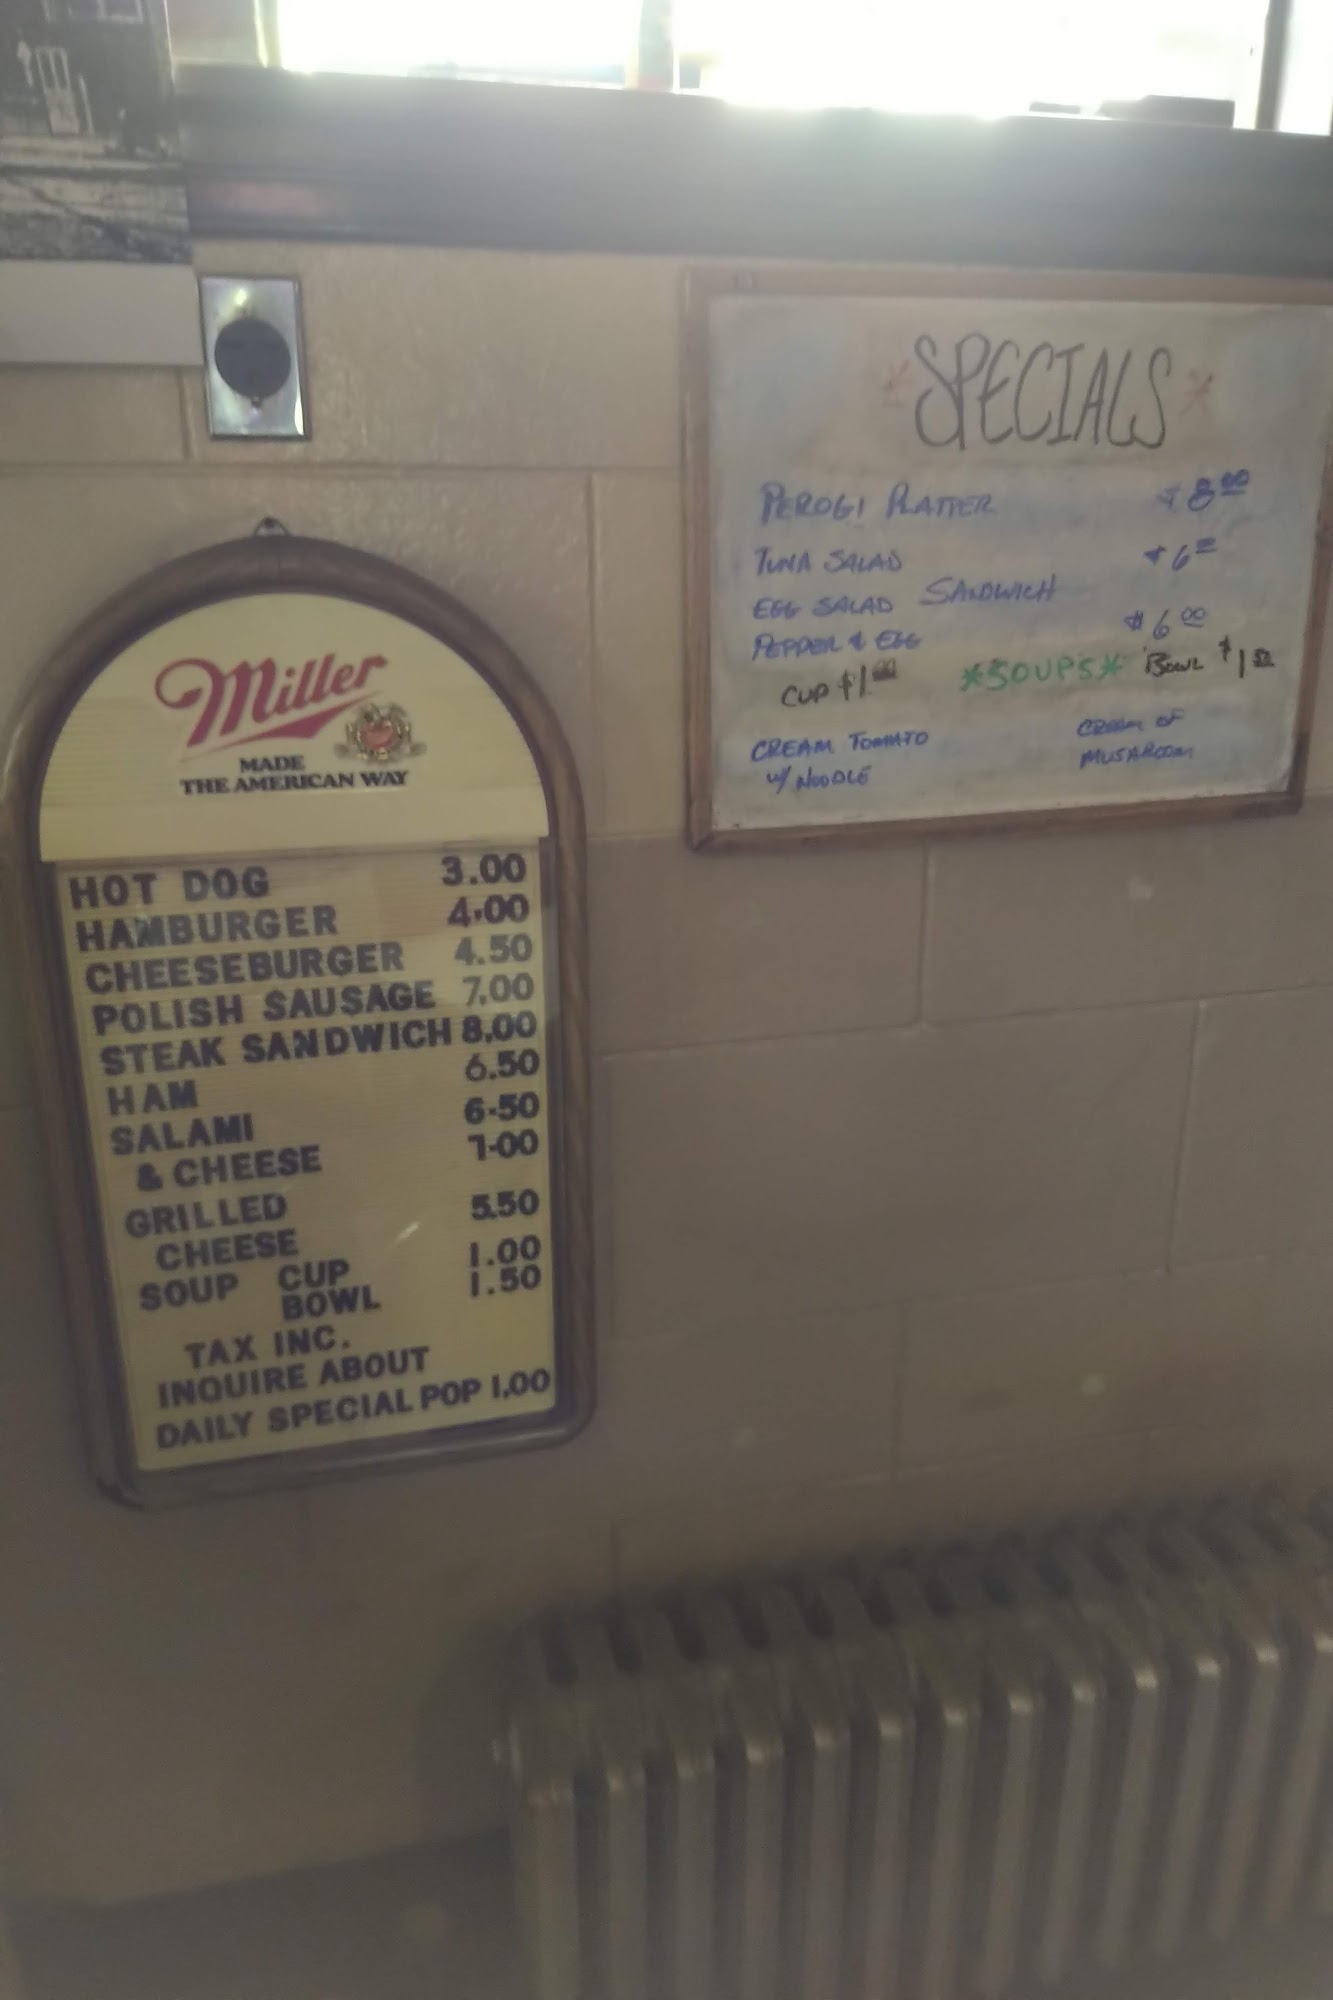 Miller
MADE
THE AMERICAN WAY
HOT DOG 3.00
HAMBURGER 4.00
CHEESEBURGER 4.50
POLISH SAUSAGE 7.00
STEAK SANDWICH 8.00
HAM 6.50
SALAMI 6.50
& CHEESE 7.00
GRILLED 5.50
CHEESE
SOUP CUP 1.00
BOWL 1.50
TAX INC.
INQUIRE ABOUT
DAILY SPECIAL POP 1.00
*SPECIALS*
PEROGI PLATTER $8.00
TUNA SALAD $6.00
EGG SALAD SANDWICH
PEPPER & EGG $6.00
CUP $1.00 *SOUPS* BOWL $1.50
CREAM TOMATO
W/ NOODLE
CREAM OF
MUSHROOM